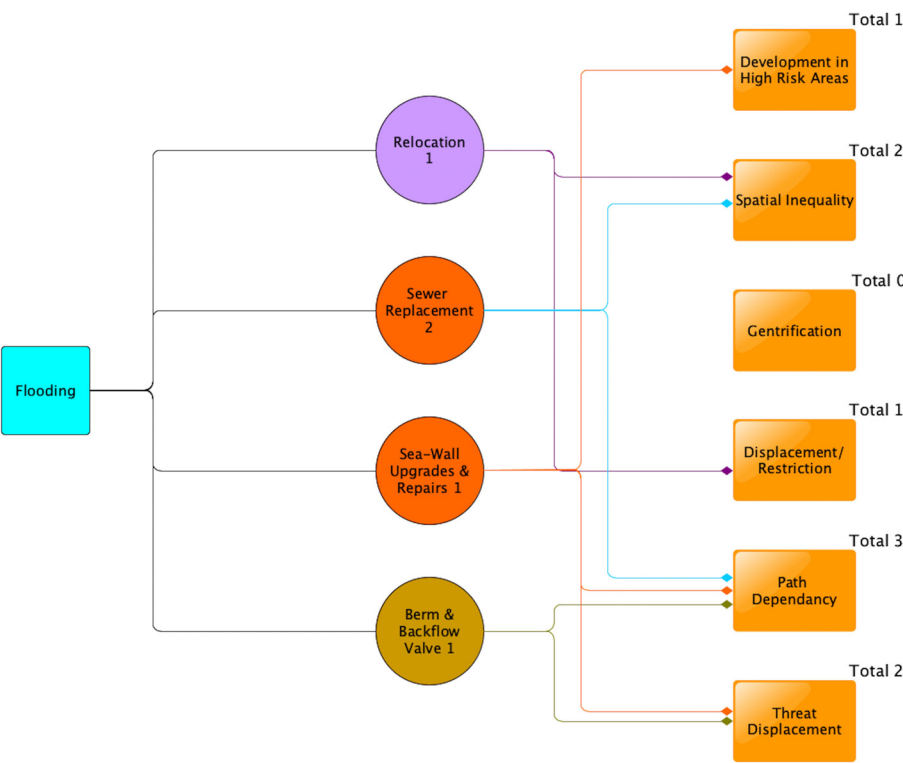 Total 1
Development in
High Risk Areas
Relocation
1
Total 2
Spatial Inequality
Sewer
Replacement
2
Total 0
Gentrification
Flooding
Sea-Wall
Upgrades &
Repairs 1
Total 1
Displacement/
Restriction
Total 3
Path
Dependancy
Berm &
Backflow
Valve 1
Total 2
Threat
Displacement